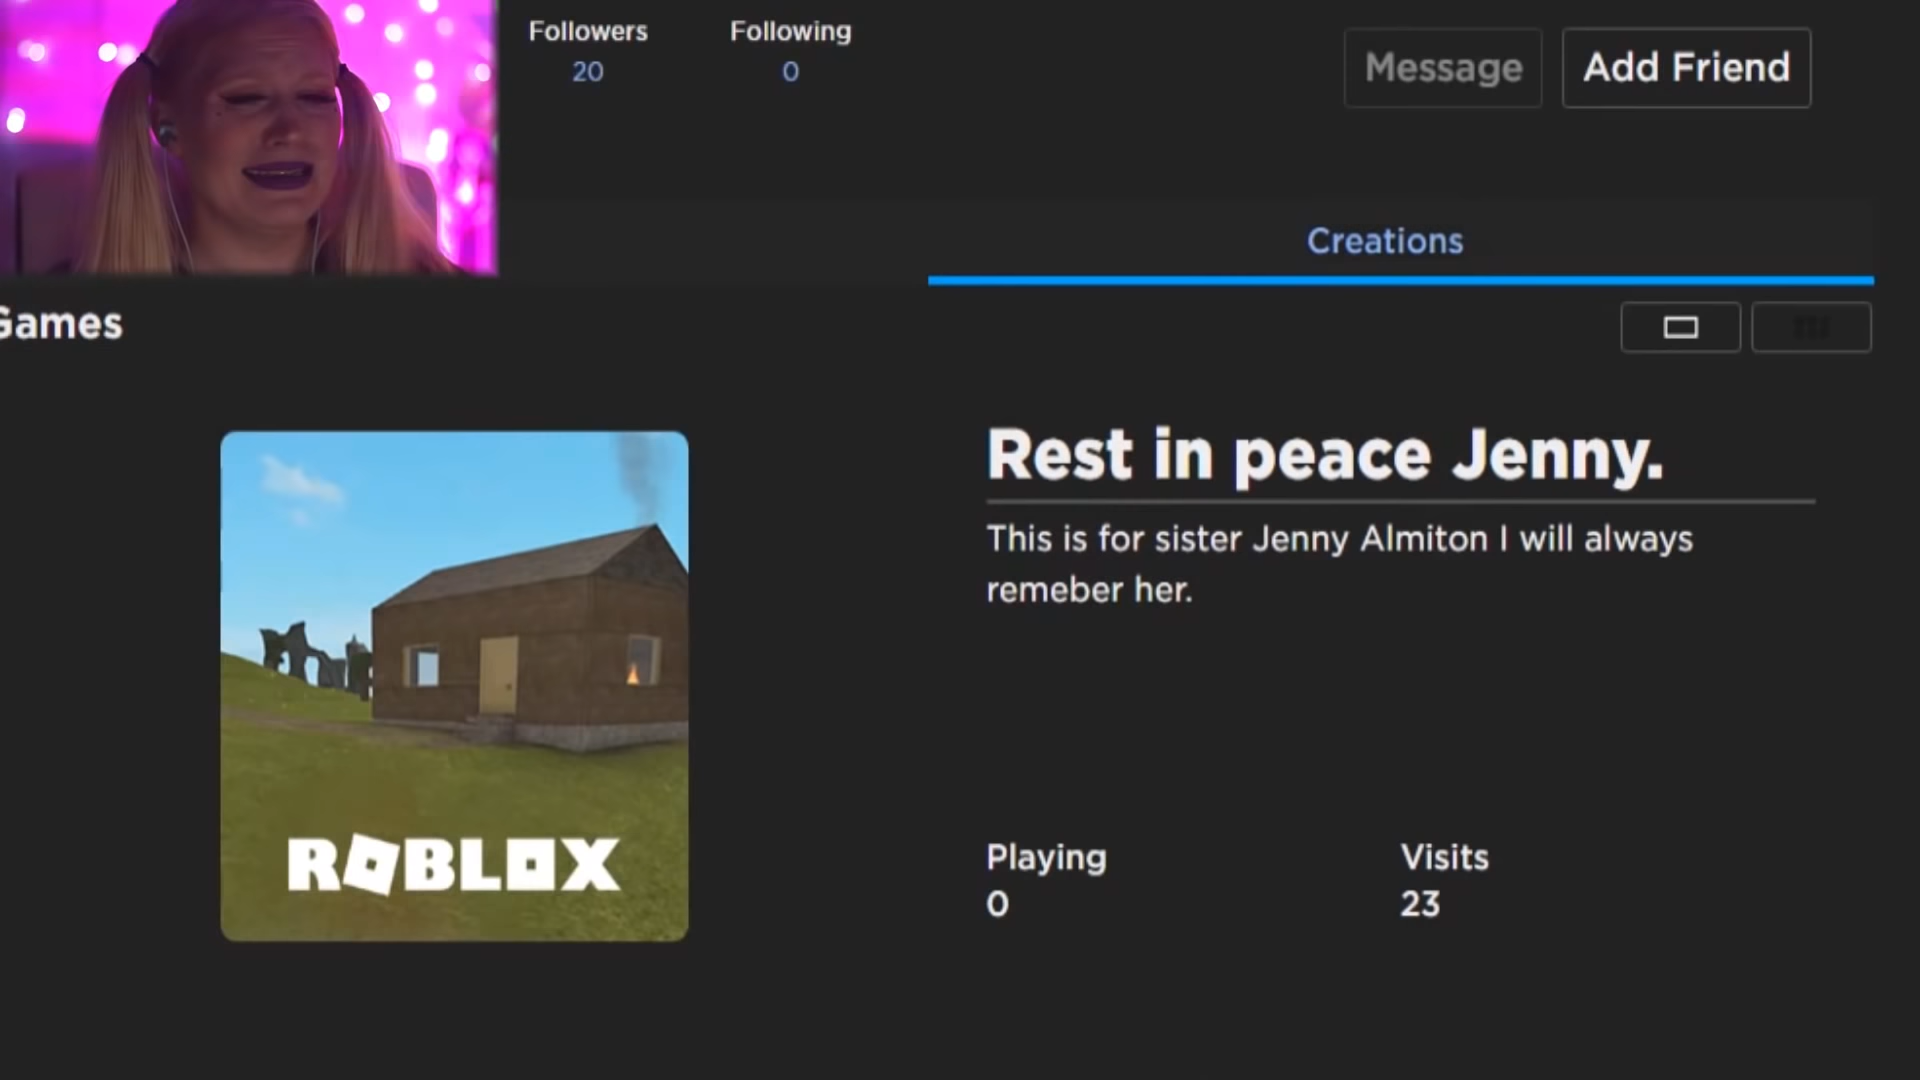 Followers
Following
20
0
Message
Add Friend
Creations
Games
Rest in peace Jenny.
This is for sister Jenny Almiton I will always
remeber her.
ROBLOX
Playing
Visits
0
23